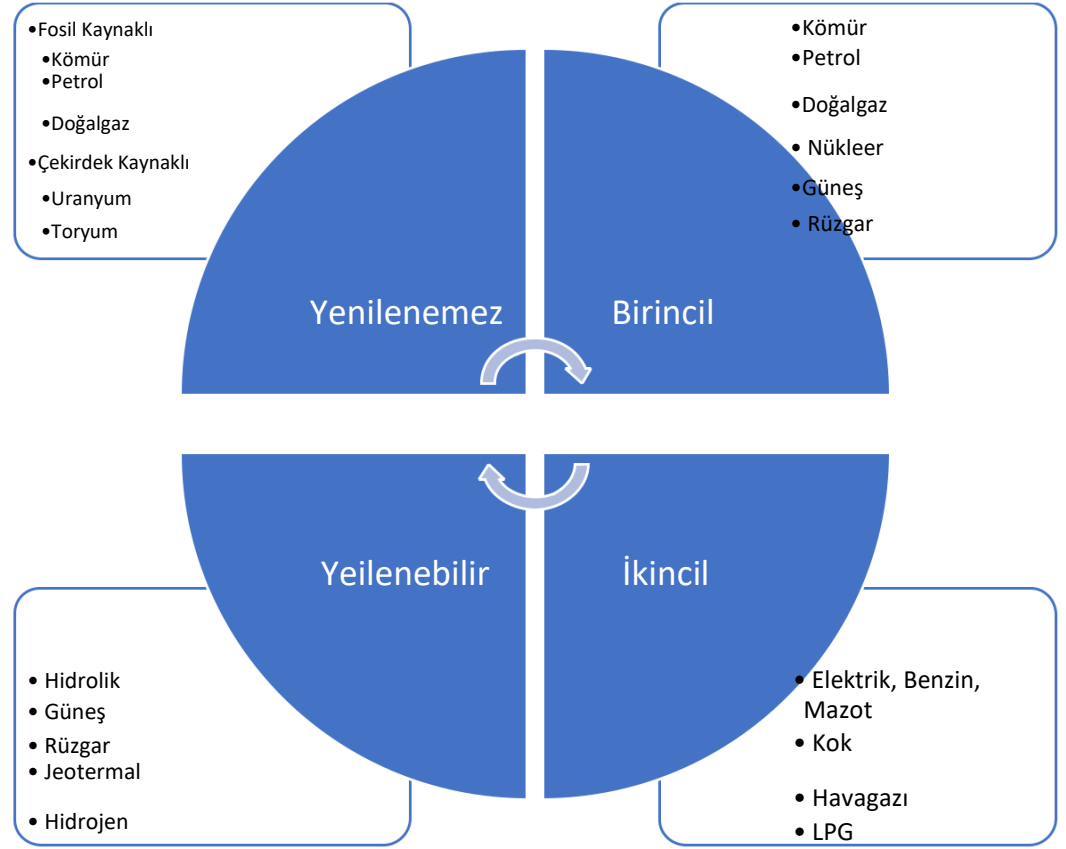 •Fosil Kaynaklı
•Kömür
•Petrol
•Doğalgaz
•Çekirdek Kaynaklı
•Uranyum
•Toryum
•Kömür
•Petrol
•Doğalgaz
• Nükleer
•Güneş
• Rüzgar
Yenilenemez
Birincil
Yeilenebilir
İkincil
• Hidrolik
• Güneş
• Rüzgar
• Jeotermal
• Hidrojen
• Elektrik, Benzin,
Mazot
• Kok
• Havagazı
• LPG